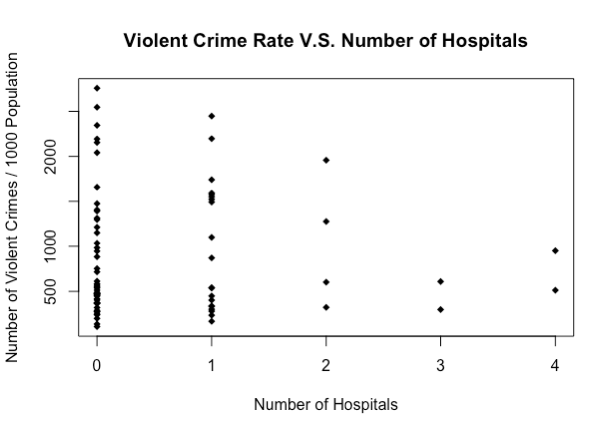 Violent Crime Rate V.S. Number of Hospitals
Number of Violent Crimes / 1000 Population
2000
1000
500
0 1 2 3 4
Number of Hospitals